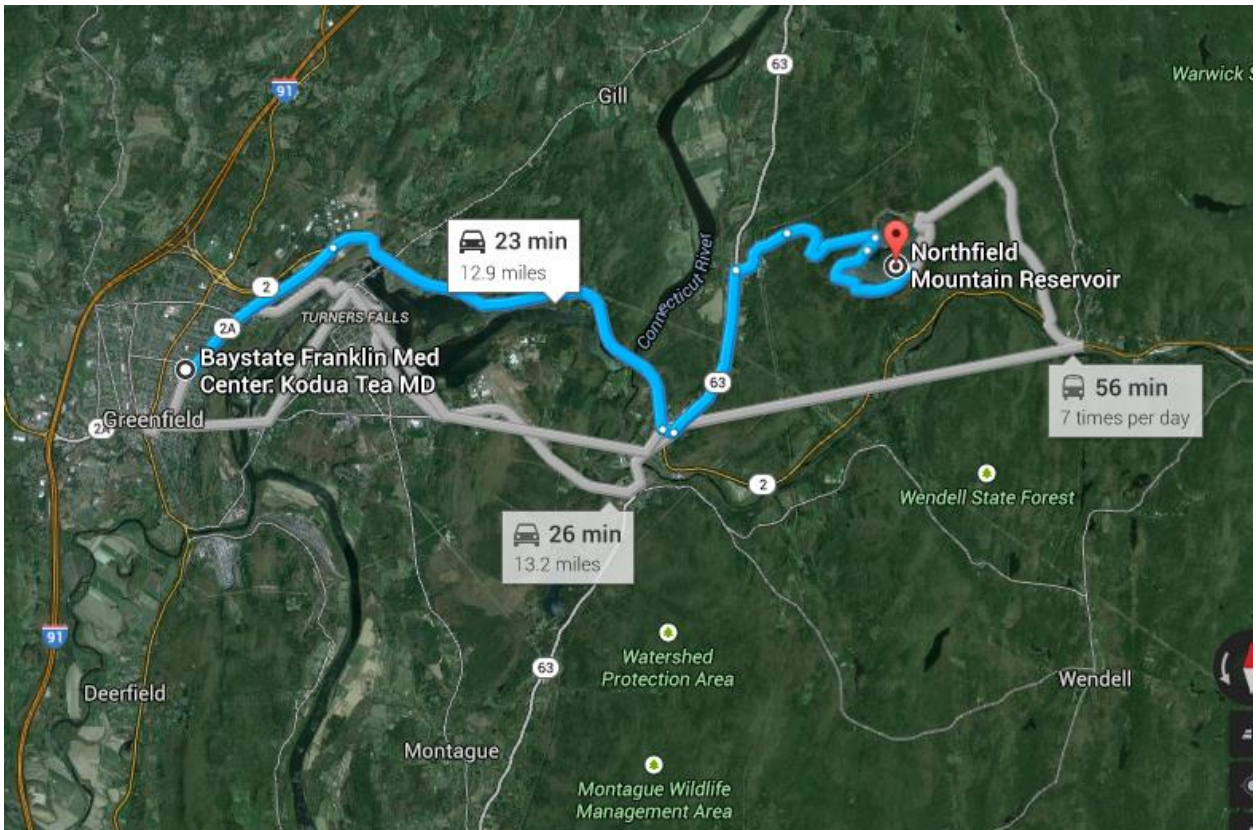 91
Gill
63
Warwick S
23 min
12.9 miles
Connecticut River
Northfield
Mountain Reservoir
2
TURNERS FALLS
2A
Baystate Franklin Med
Center: Kodua Tea MD
63
56 min
7 times per day
2A
Greenfield
2
Wendell State Forest
26 min
13.2 miles
91
Watershed
Protection Area
63
Wendell
Deerfield
Montague
Montague Wildlife
Management Area